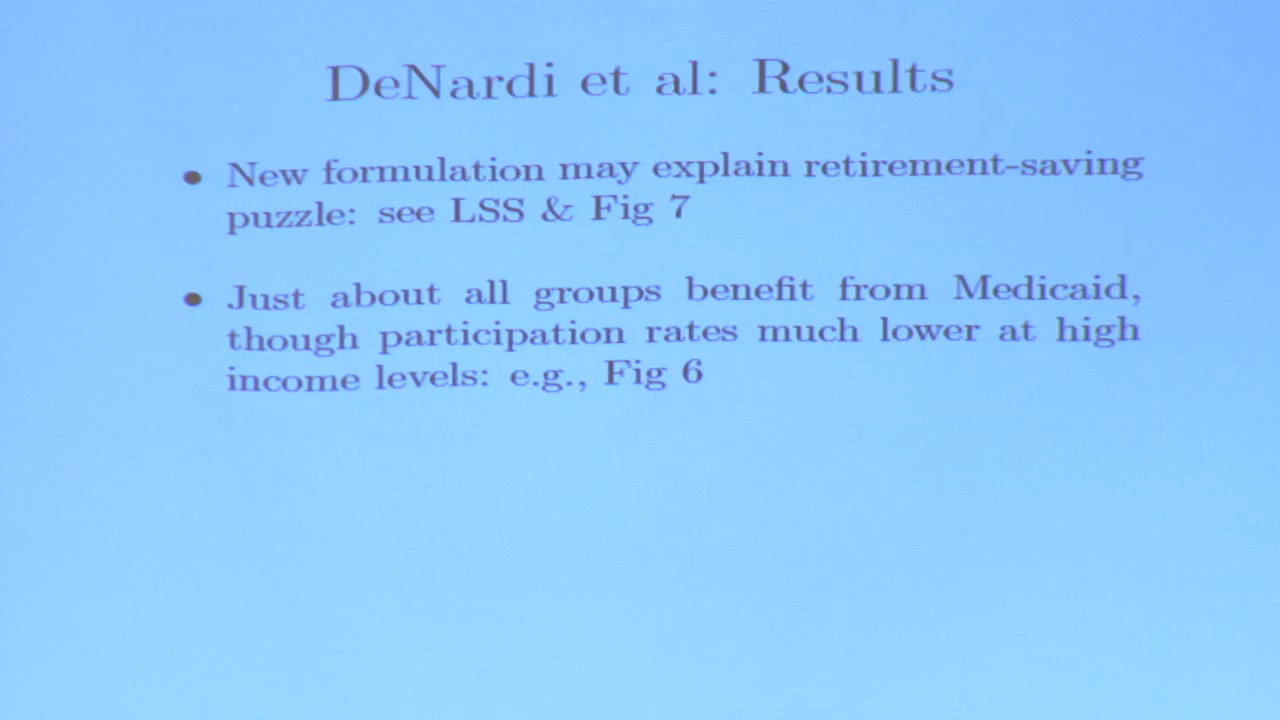 DeNardi et al: Results
• New formulation may explain retirement-saving
puzzle: see LSS & Fig 7
• Just about all groups benefit from Medicaid,
though participation rates much lower at high
income levels: e.g., Fig 6